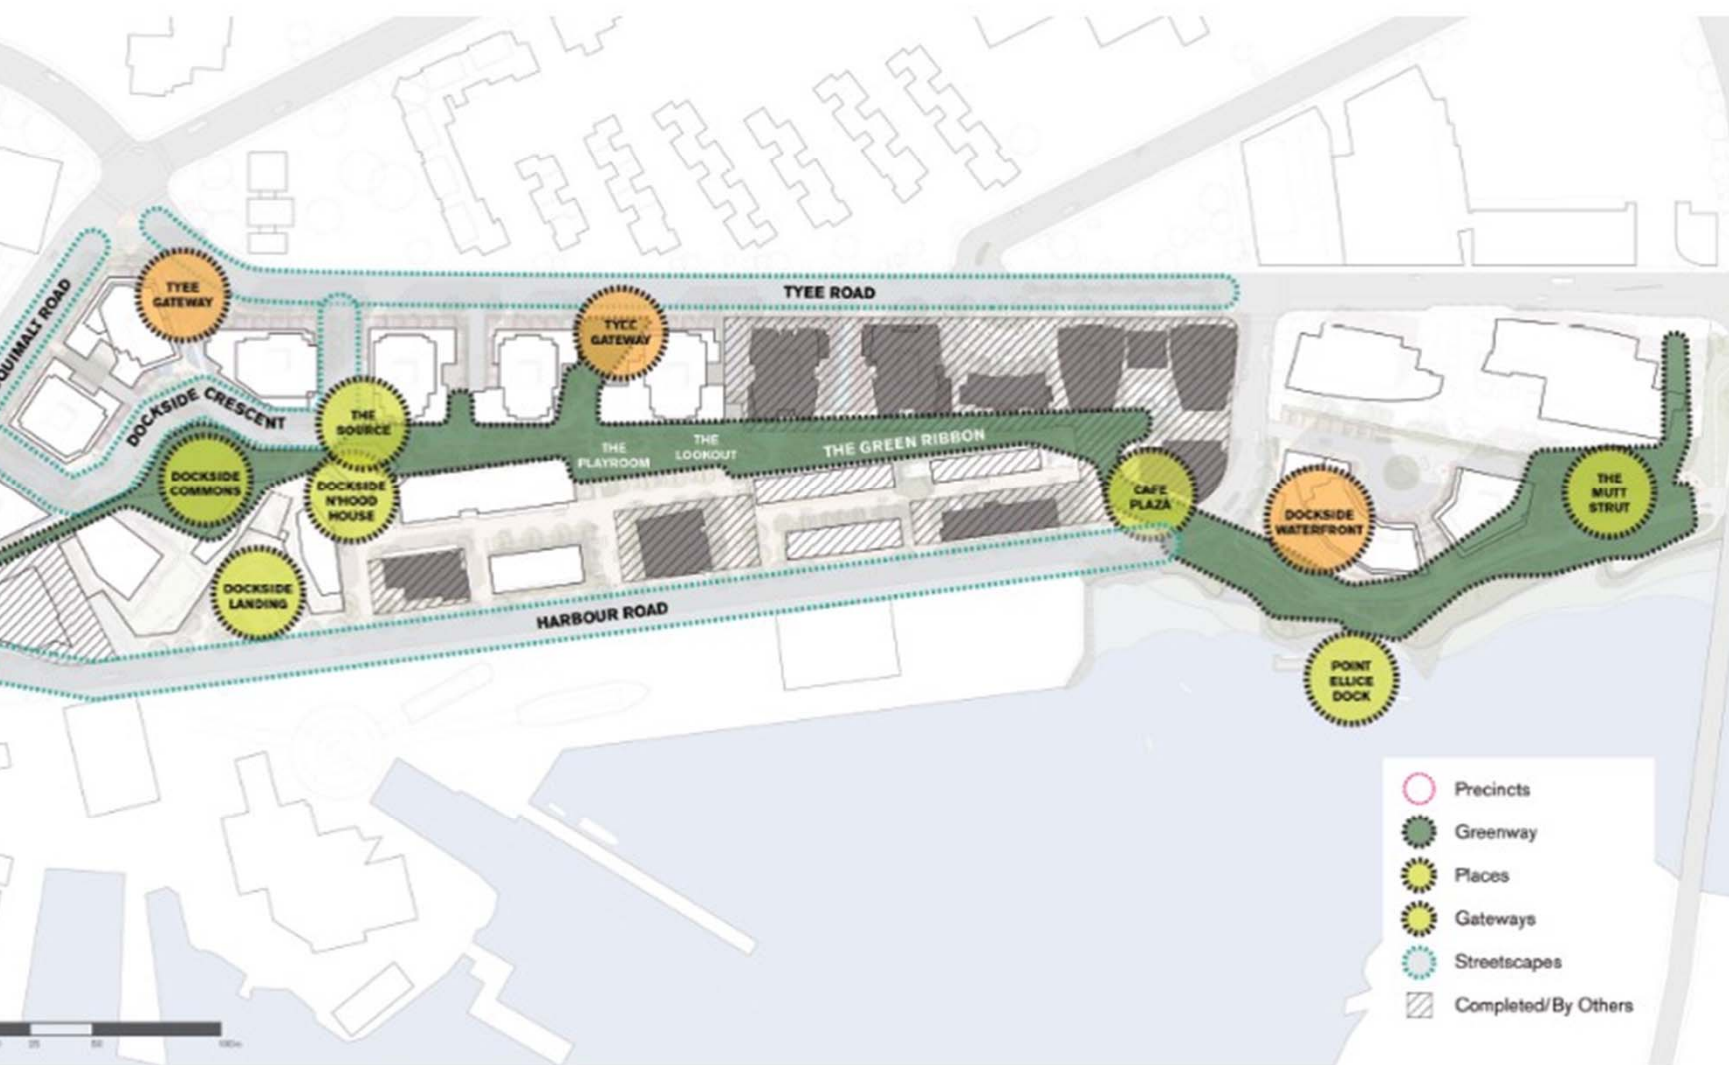 TYEE
GATEWAY
QUIMALT ROAD
TYEE ROAD
TYEE
GATEWAY
DOCKSIDE CRESCENT
THE
SOURCE
DOCKSIDE
COMMONS
DOCKSIDE
N'HOOD
HOUSE
THE
PLAYROOM
THE
LOOKOUT
THE GREEN RIBBON
CAFE
PLAZA
DOCKSIDE
WATERFRONT
THE
MUTT
STRUT
DOCKSIDE
LANDING
HARBOUR ROAD
POINT
ELLICE
DOCK
Precincts
Greenway
Places
Gateways
Streetscapes
Completed/By Others
25
50
100m